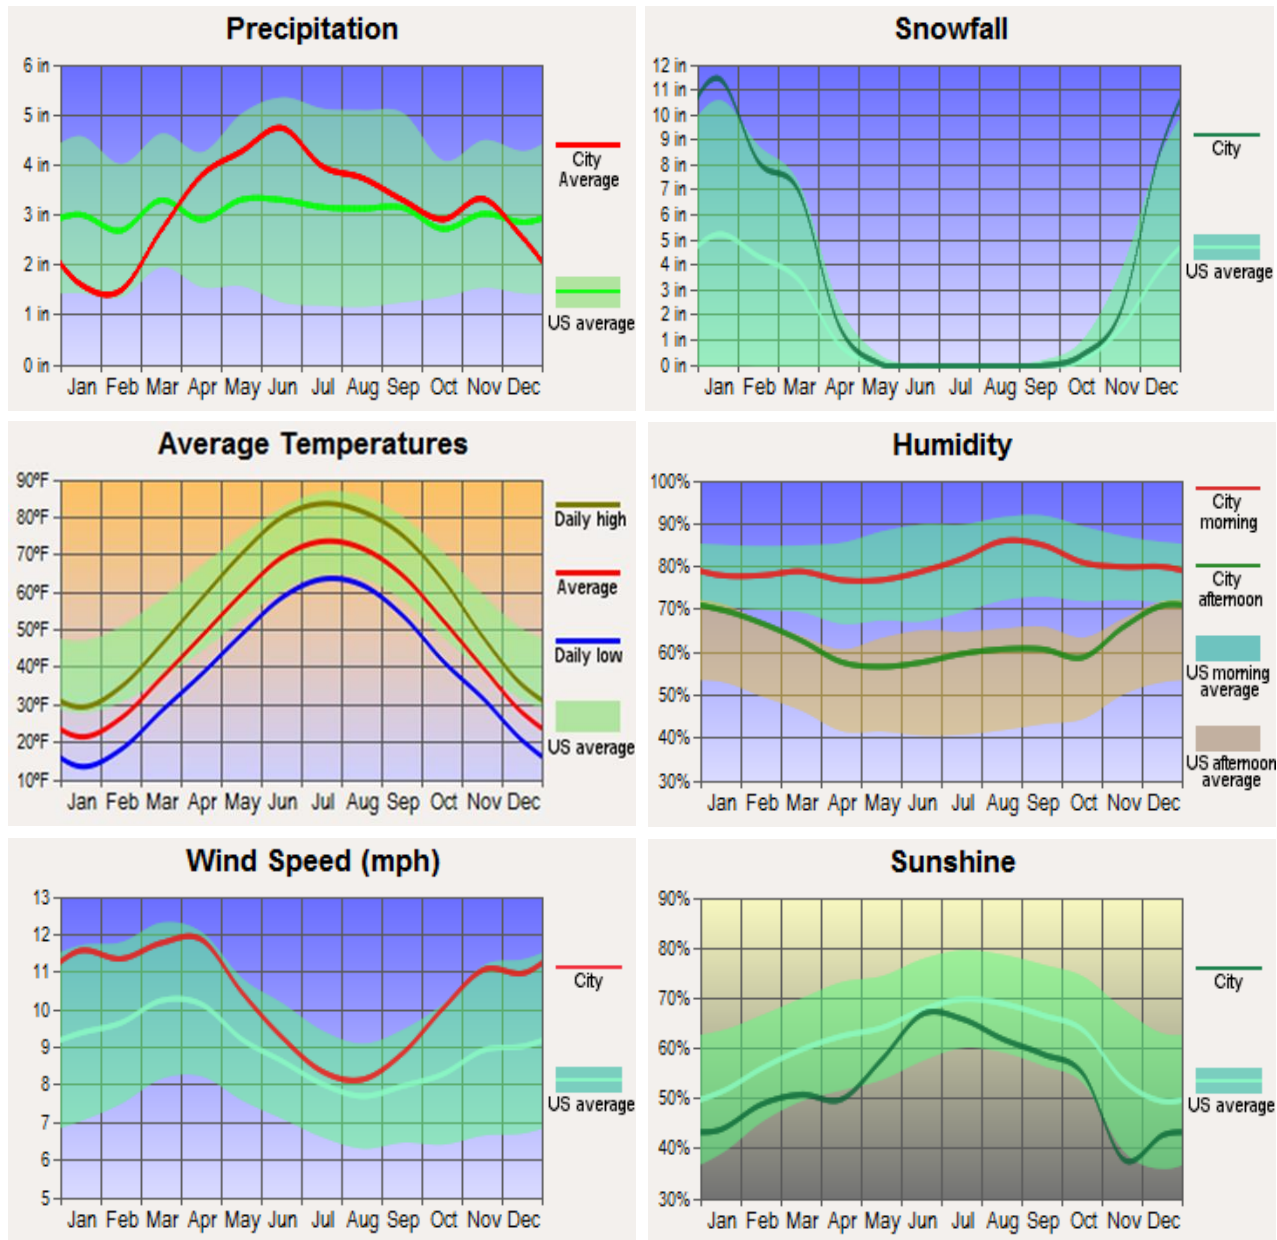 Precipitation
6 in
5 in
4 in
3 in
2 in
1 in
0 in
Jan Feb Mar Apr May Jun Jul Aug Sep Oct Nov Dec
City
Average
US average
Snowfall
12 in
11 in
10 in
9 in
8 in
7 in
6 in
5 in
4 in
3 in
2 in
1 in
0 in
Jan Feb Mar Apr May Jun Jul Aug Sep Oct Nov Dec
City
US average
Average Temperatures
90ºF
80ºF
70ºF
60ºF
50ºF
40ºF
30ºF
20ºF
10ºF
Jan Feb Mar Apr May Jun Jul Aug Sep Oct Nov Dec
Daily high
Average
Daily low
US average
Humidity
100%
90%
80%
70%
60%
50%
40%
30%
Jan Feb Mar Apr May Jun Jul Aug Sep Oct Nov Dec
City
morning
City
afternoon
US morning
average
US afternoon
average
Wind Speed (mph)
13
12
11
10
9
8
7
6
5
Jan Feb Mar Apr May Jun Jul Aug Sep Oct Nov Dec
City
US average
Sunshine
90%
80%
70%
60%
50%
40%
30%
Jan Feb Mar Apr May Jun Jul Aug Sep Oct Nov Dec
City
US average